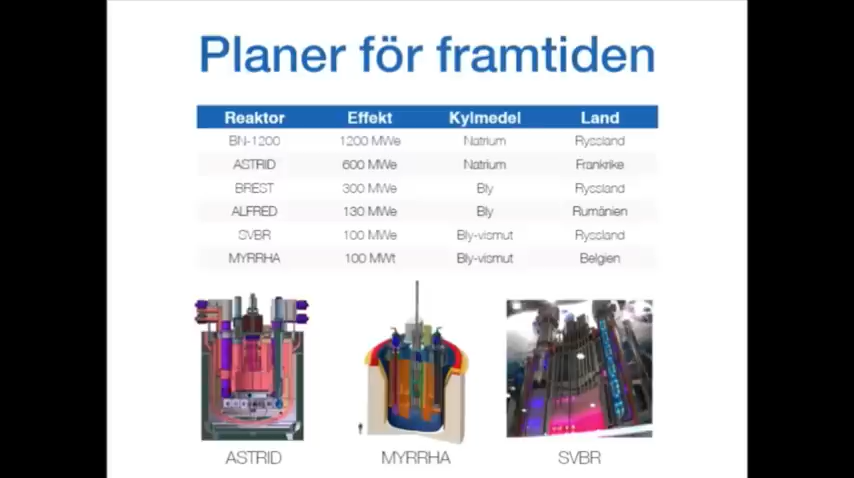 Planer för framtiden
Reaktor Effekt Kylmedel Land
BN-1200 1200 MWe Natrium Ryssland
ASTRID 600 MWe Natrium Frankrike
BREST 300 MWe Bly Ryssland
ALFRED 130 MWe Bly Rumänien
SVBR 100 MWe Bly-vismut Ryssland
MYRRHA 100 MWt Bly-vismut Belgien
ASTRID MYRRHA SVBR